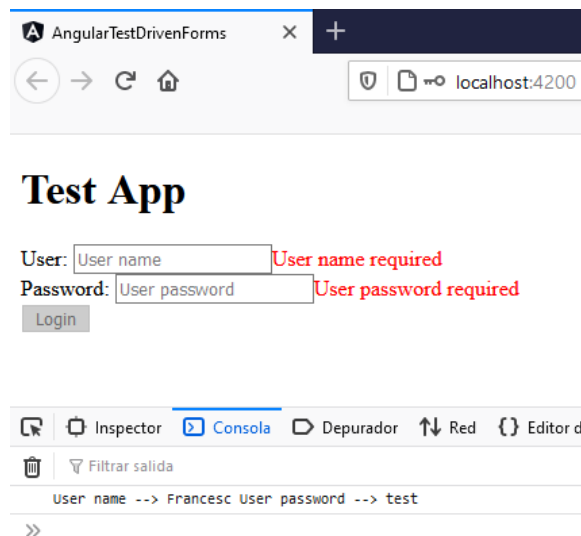 AngularTestDrivenForms
localhost:4200
Test App
User: User name User name required
Password: User password User password required
Login
Inspector Consola Depurador Red Editor d
Filtrar salida
User name --> Francesc User password --> test